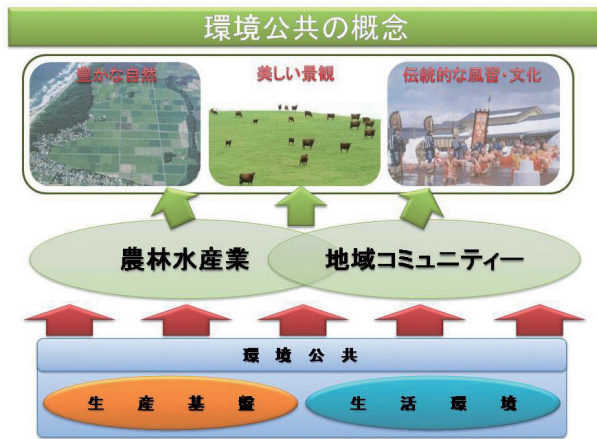 環境公共の概念
豊かな自然
美しい景観
伝統的な風習・文化
農林水産業
地域コミュニティー
環境公共
生産基盤
生活環境